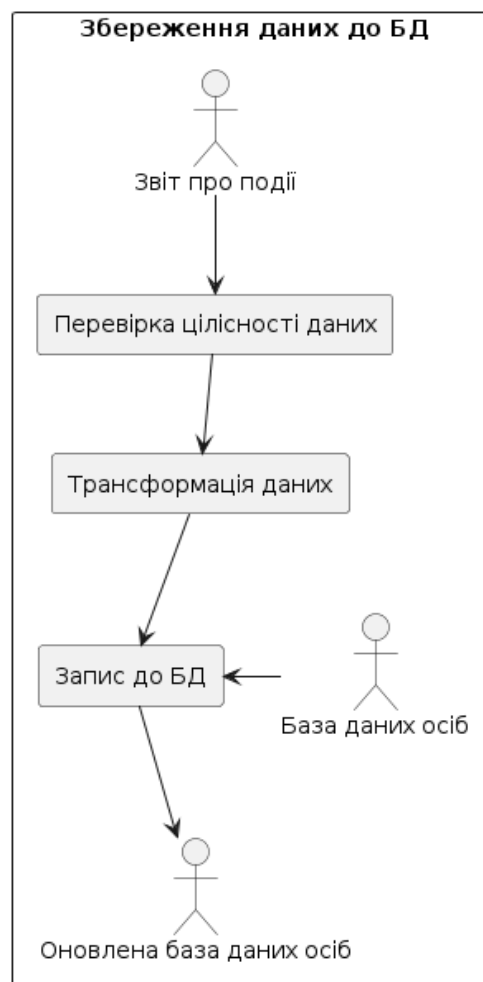 Збереження даних до БД
Звіт про події
Перевірка цілісності даних
Трансформація даних
Запис до БД
База даних осіб
Оновлена база даних осіб